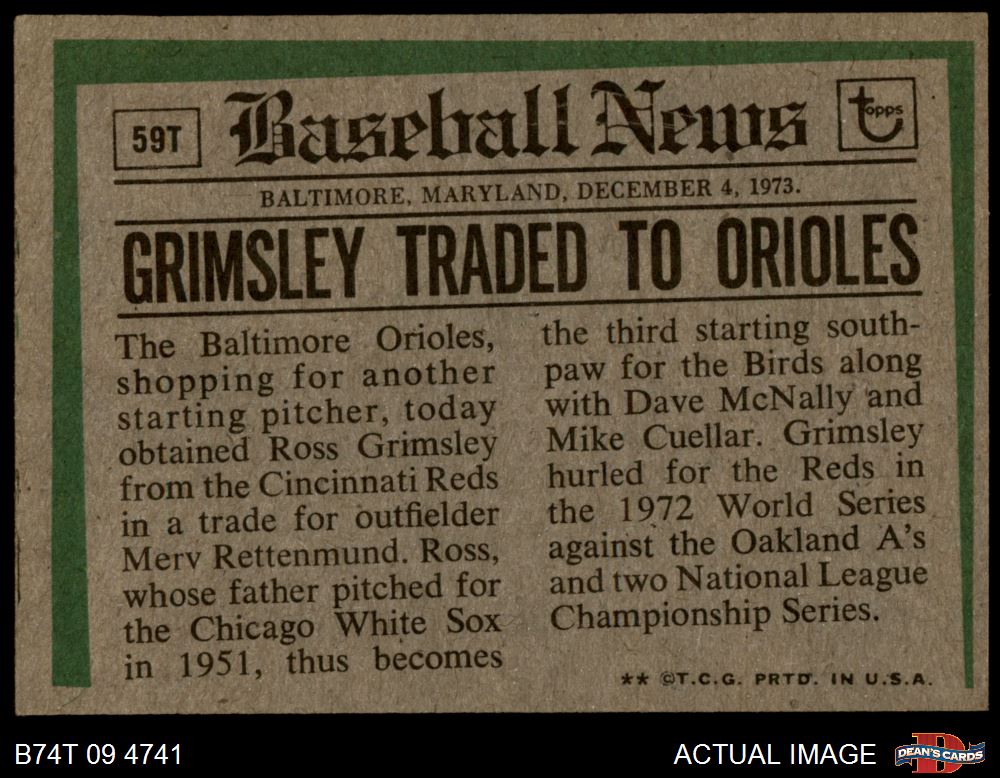 59T
Baseball News
topps
BALTIMORE, MARYLAND, DECEMBER 4, 1973.
GRIMSLEY TRADED TO ORIOLES
The Baltimore Orioles,
shopping for another
starting pitcher, today
obtained Ross Grimsley
from the Cincinnati Reds
in a trade for outfielder
Merv Rettenmund. Ross,
whose father pitched for
the Chicago White Sox
in 1951, thus becomes
the third starting south-
paw for the Birds along
with Dave McNally and
Mike Cuellar. Grimsley
hurled for the Reds in
the 1972 World Series
against the Oakland A's
and two National League
Championship Series.
** ©T.C.G. PRTD. IN U.S.A.
B74T 09 4741
ACTUAL IMAGE
DEAN'S CARDS